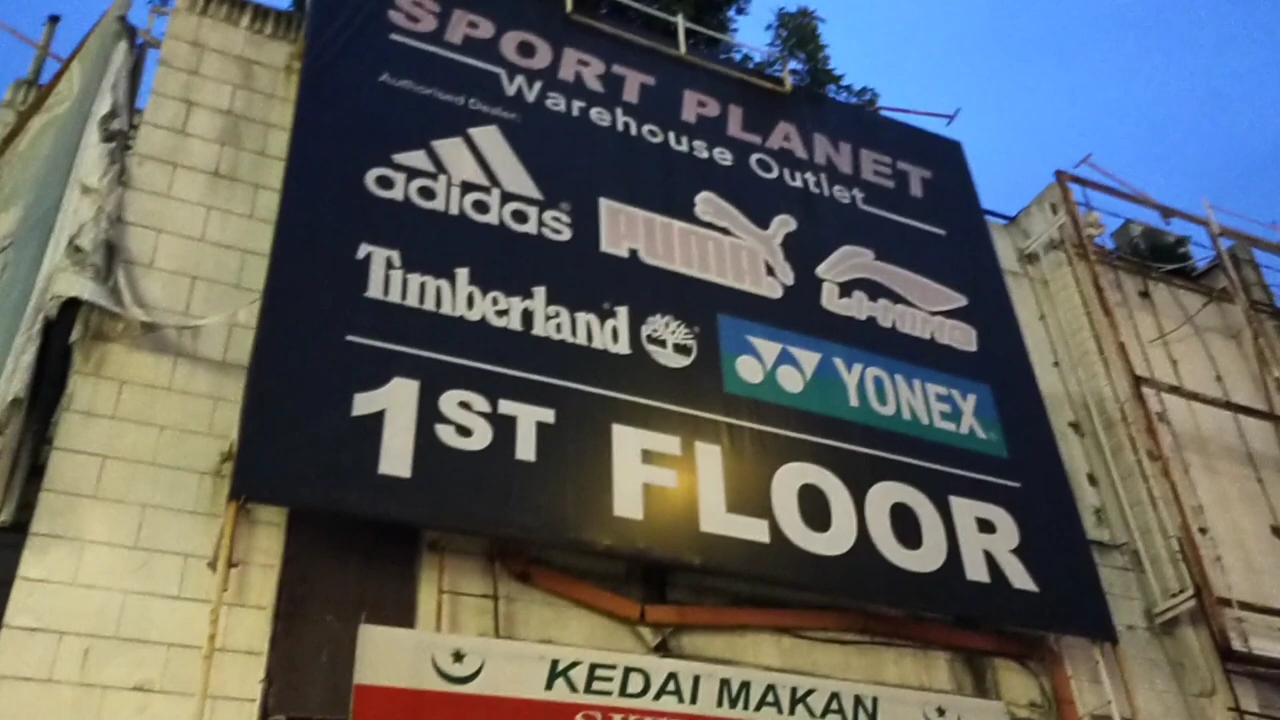 SPORT PLANET
Warehouse Outlet
Authorised Dealer:
adidas
PUMA
LI-NING
Timberland
YONEX
1ST FLOOR
KEDAI MAKAN